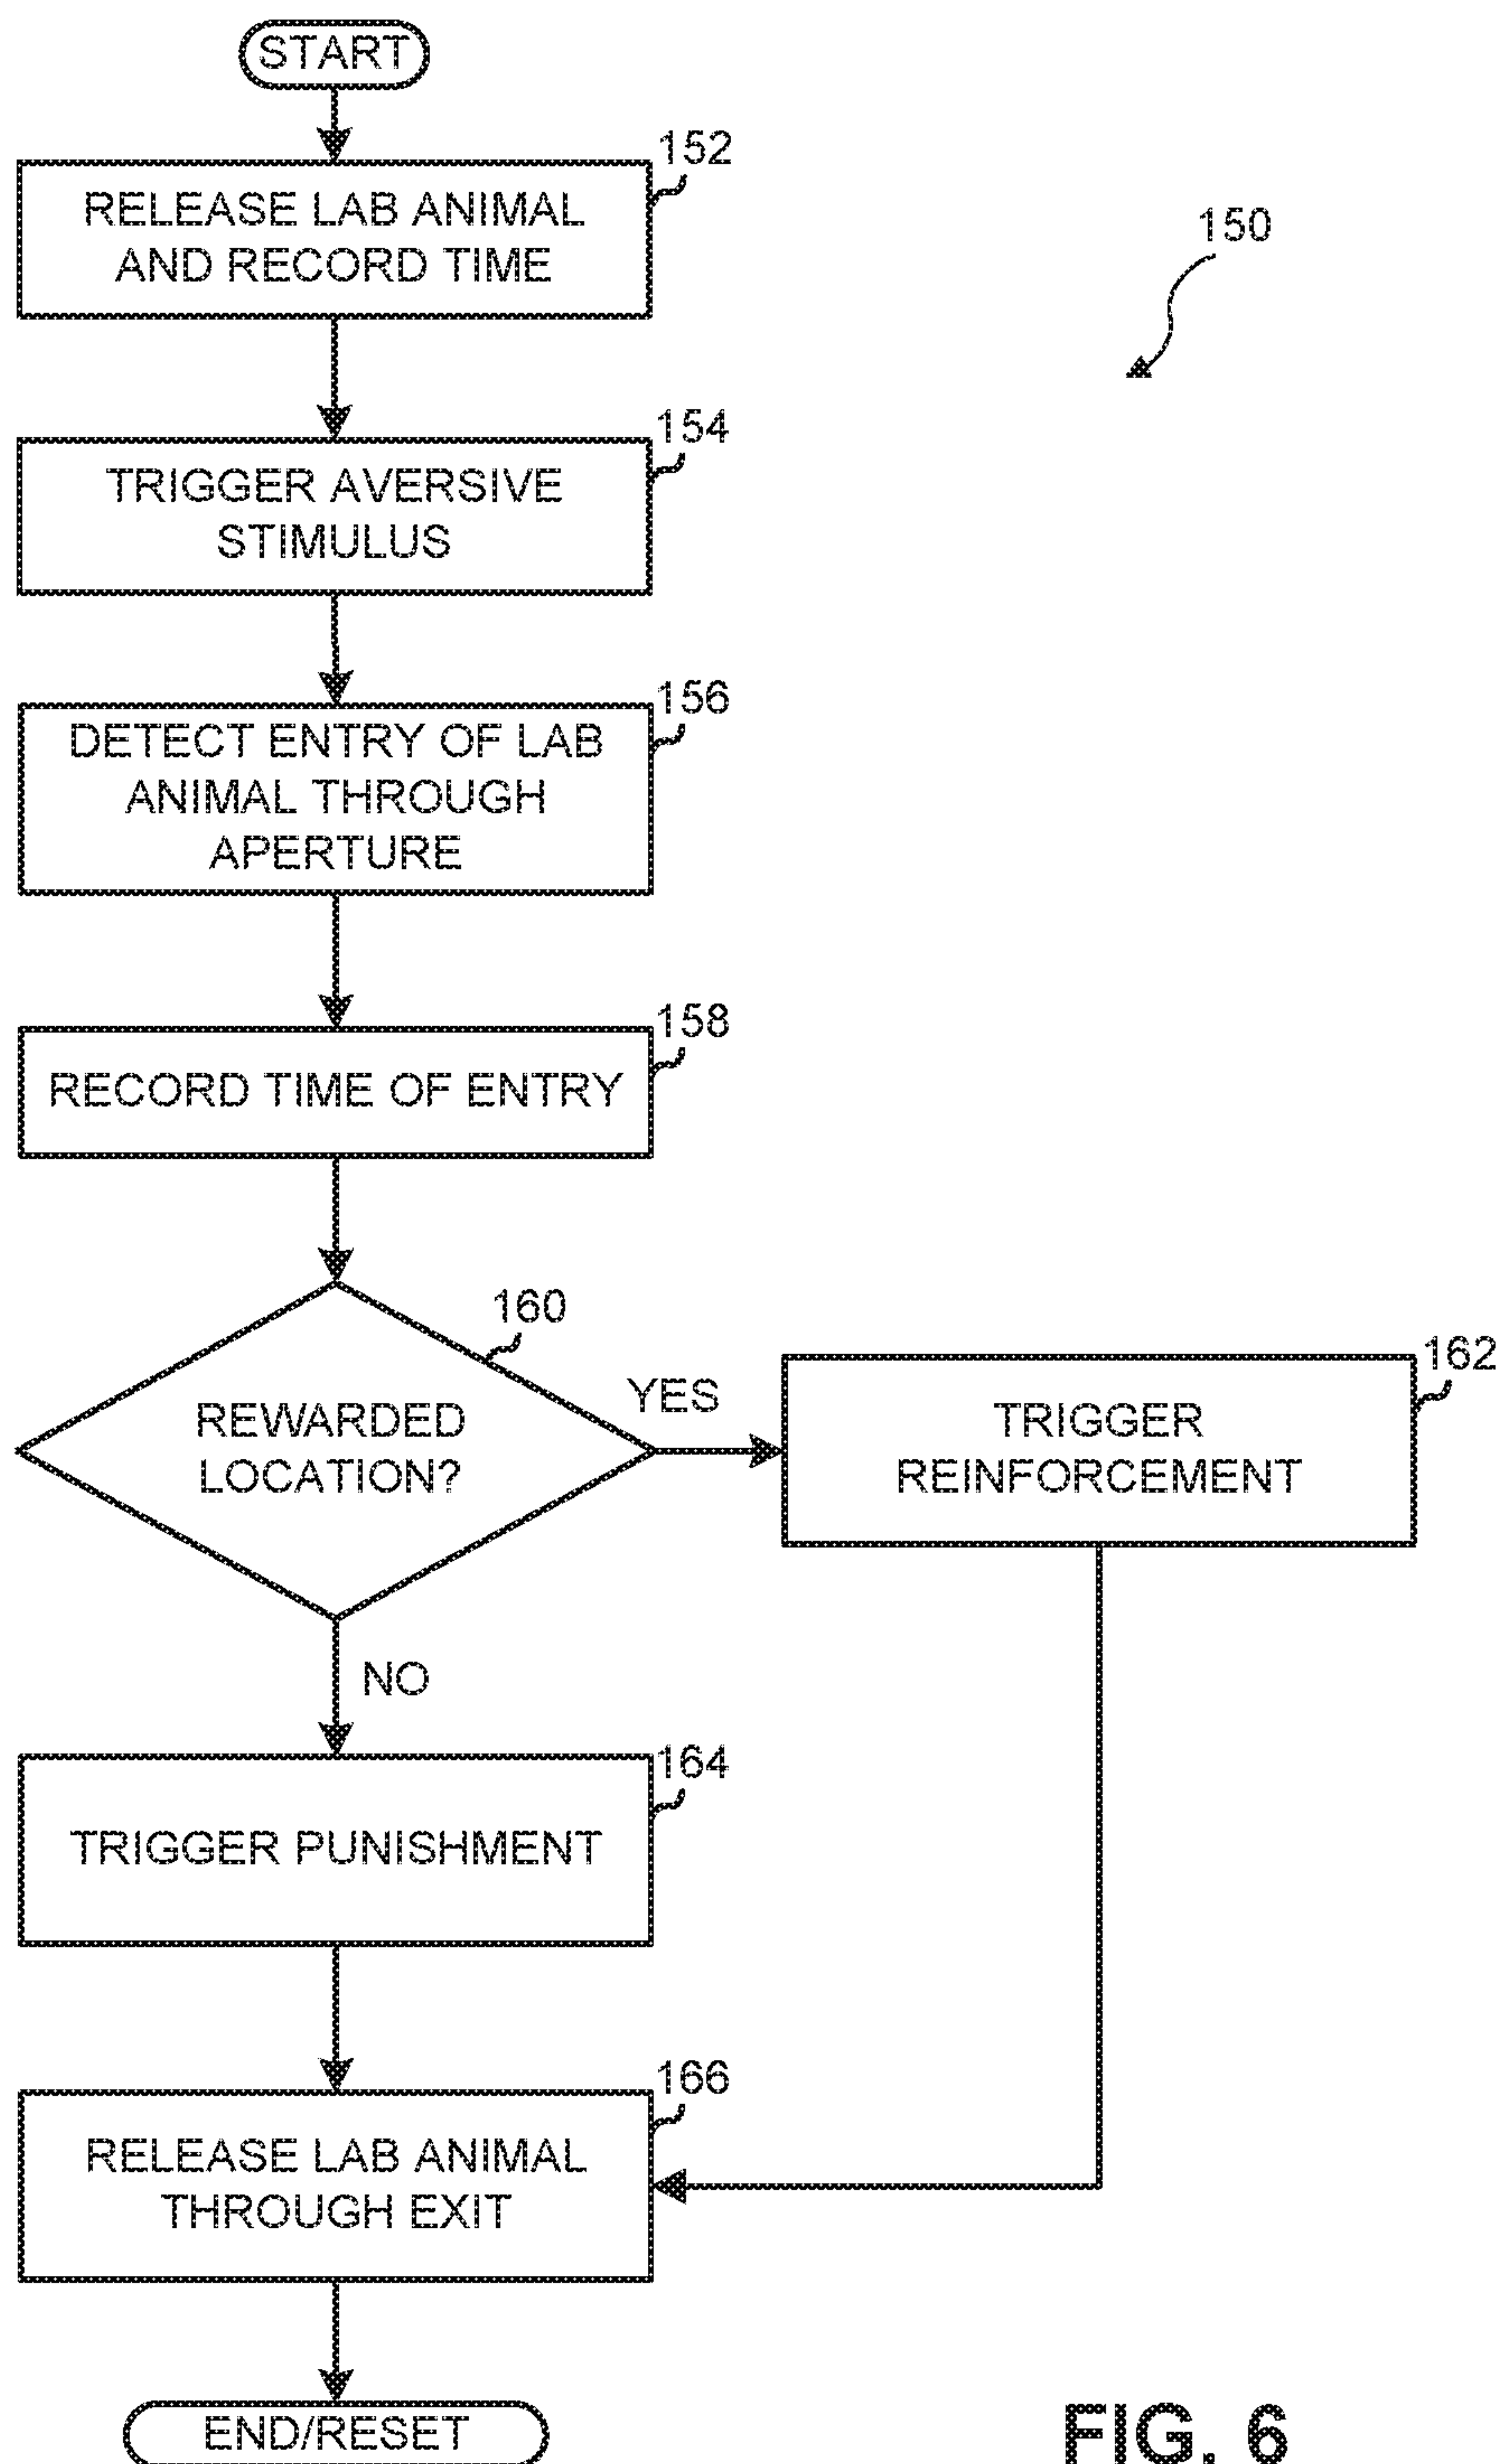 START
152
RELEASE LAB ANIMAL
AND RECORD TIME
150
154
TRIGGER AVERSIVE
STIMULUS
156
DETECT ENTRY OF LAB
ANIMAL THROUGH
APERTURE
158
RECORD TIME OF ENTRY
160
REWARDED
LOCATION?
YES
162
TRIGGER
REINFORCEMENT
NO
164
TRIGGER PUNISHMENT
166
RELEASE LAB ANIMAL
THROUGH EXIT
END/RESET
FIG. 6